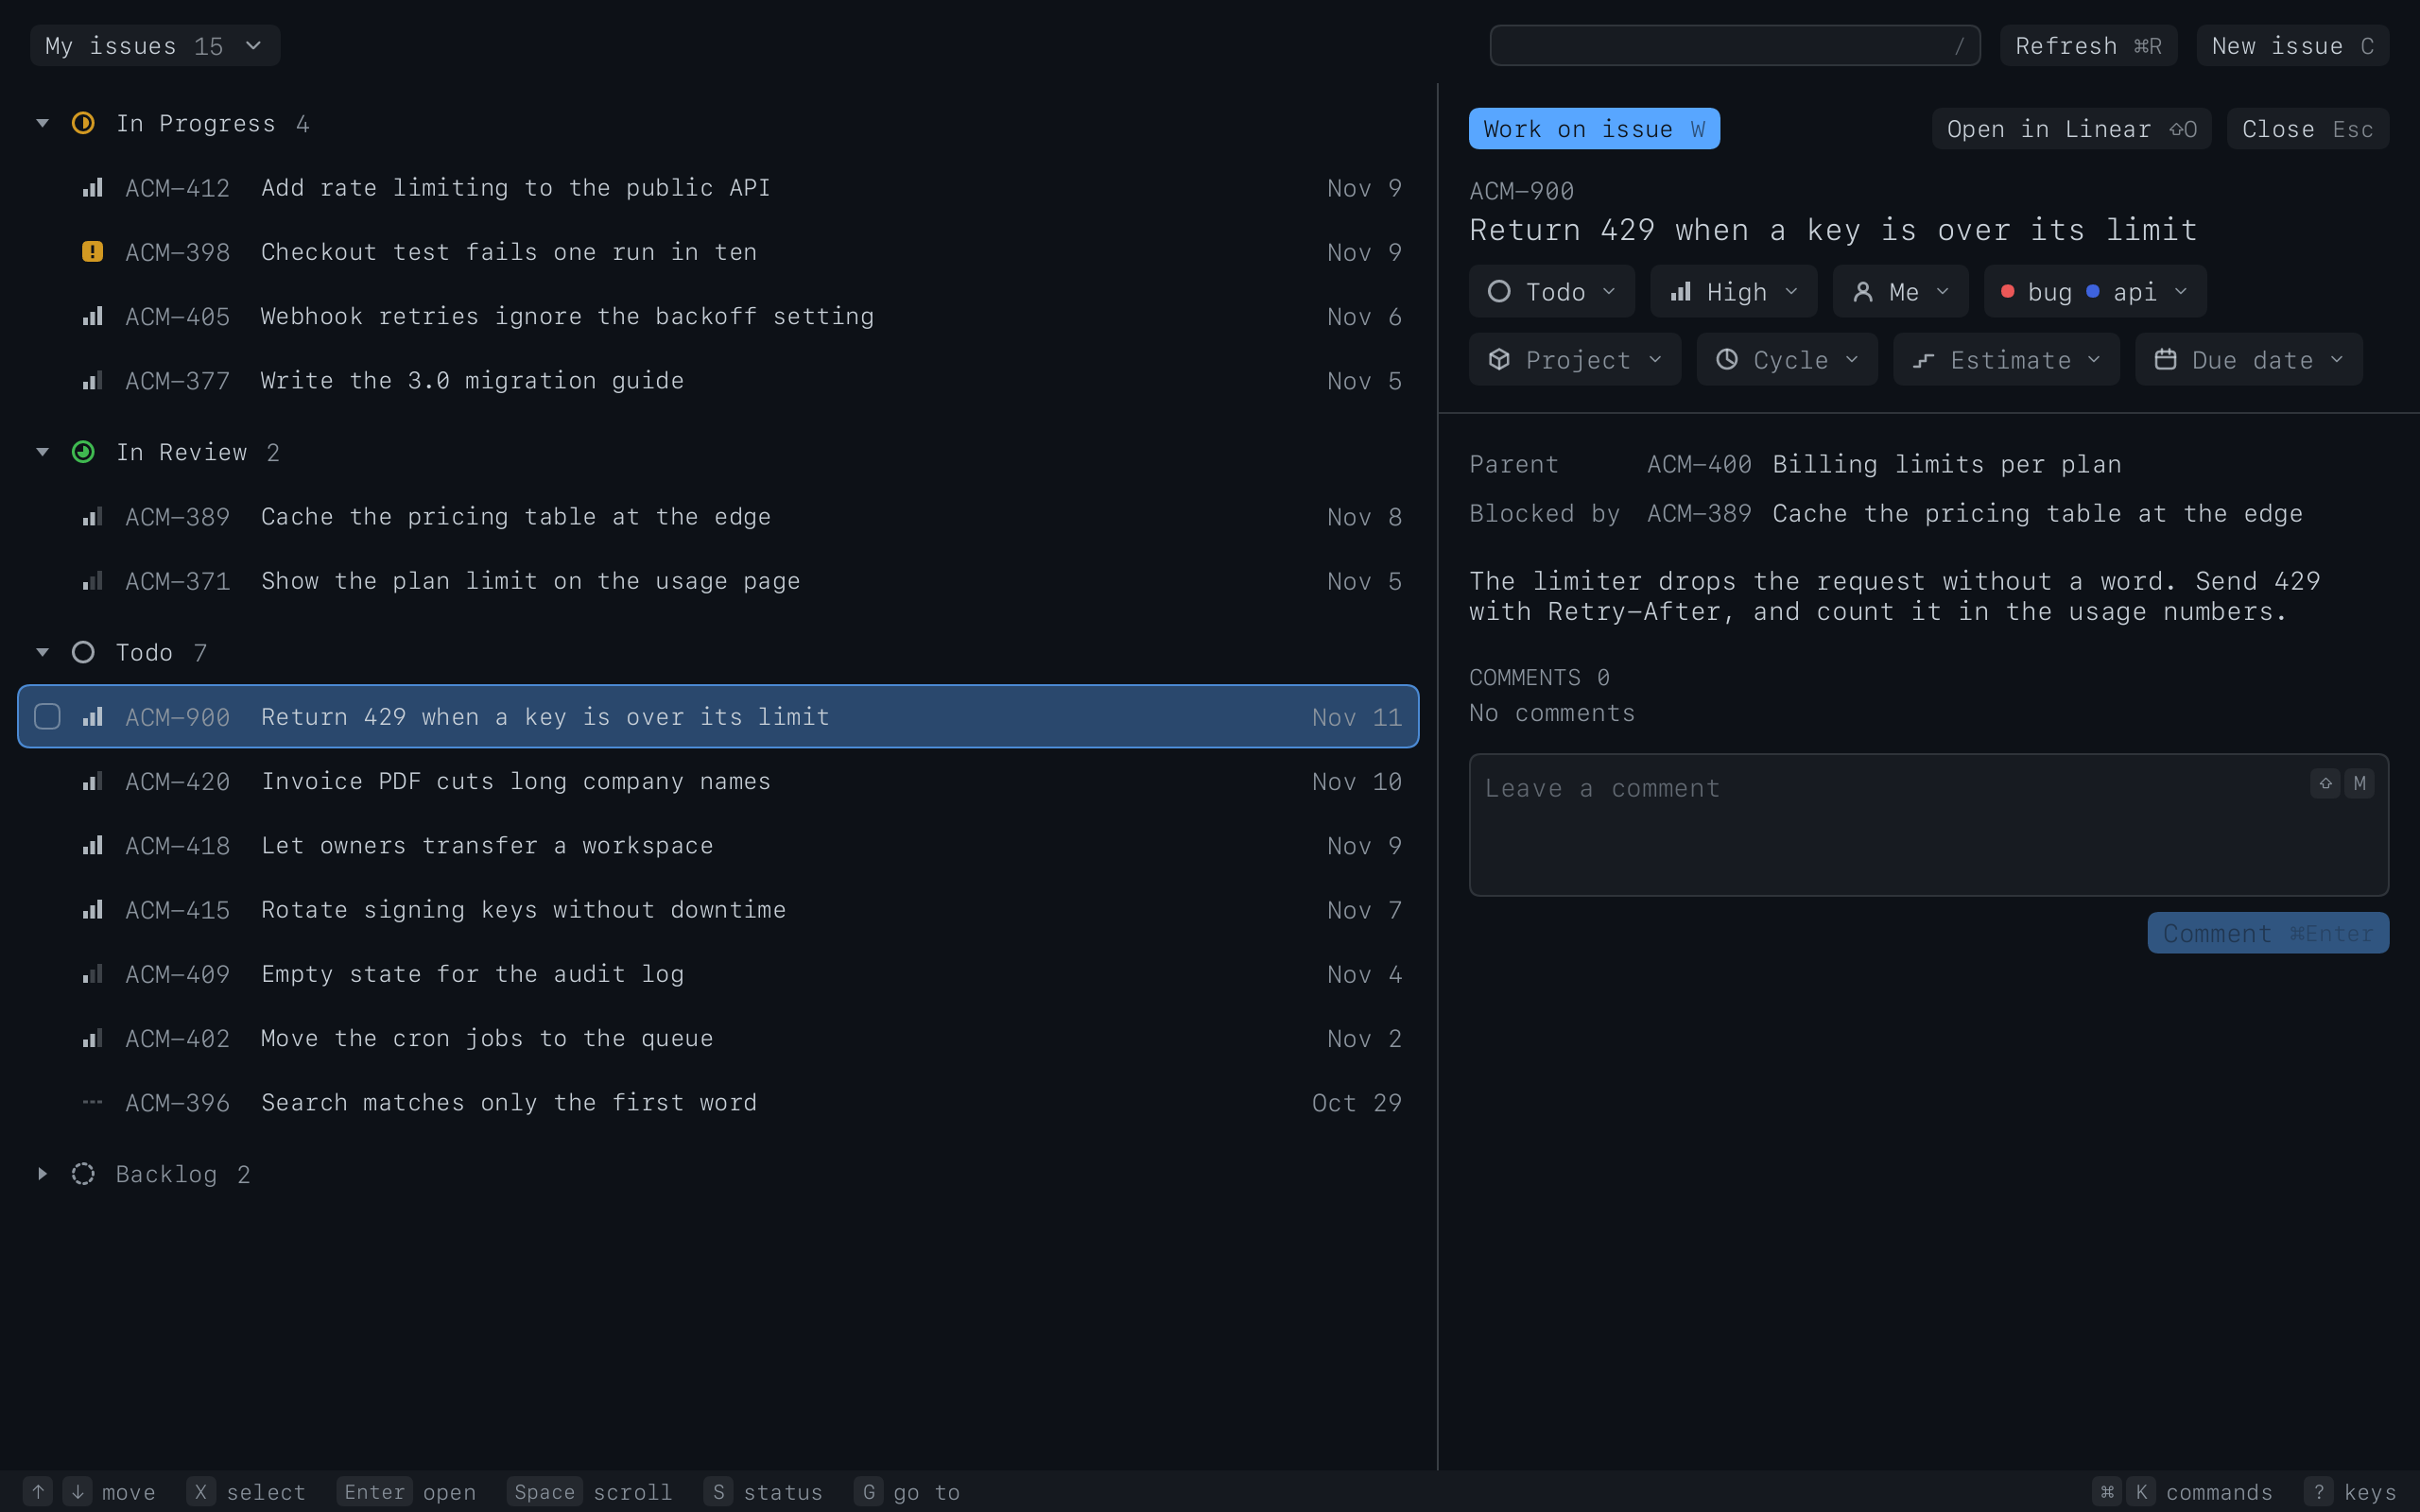 My issues 15
/
Refresh ⌘R
New issue C
In Progress 4
ACM-412 Add rate limiting to the public API Nov 9
ACM-398 Checkout test fails one run in ten Nov 9
ACM-405 Webhook retries ignore the backoff setting Nov 6
ACM-377 Write the 3.0 migration guide Nov 5
In Review 2
ACM-389 Cache the pricing table at the edge Nov 8
ACM-371 Show the plan limit on the usage page Nov 5
Todo 7
ACM-900 Return 429 when a key is over its limit Nov 11
ACM-420 Invoice PDF cuts long company names Nov 10
ACM-418 Let owners transfer a workspace Nov 9
ACM-415 Rotate signing keys without downtime Nov 7
ACM-409 Empty state for the audit log Nov 4
ACM-402 Move the cron jobs to the queue Nov 2
ACM-396 Search matches only the first word Oct 29
Backlog 2
Work on issue W
Open in Linear ⇧O
Close Esc
ACM-900
Return 429 when a key is over its limit
Todo High Me bug api
Project Cycle Estimate Due date
Parent ACM-400 Billing limits per plan
Blocked by ACM-389 Cache the pricing table at the edge
The limiter drops the request without a word. Send 429
with Retry-After, and count it in the usage numbers.
COMMENTS 0
No comments
Leave a comment ⇧ M
Comment ⌘Enter
↑ ↓ move X select Enter open Space scroll S status G go to
⌘ K commands ? keys